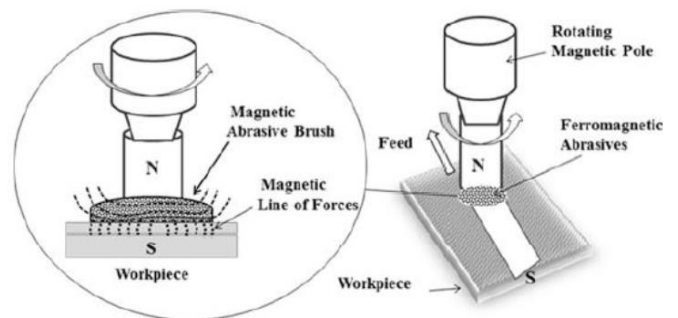 N
Magnetic
Abrasive Brush
Magnetic
Line of Forces
S
Workpiece
Rotating
Magnetic Pole
Feed
N
Ferromagnetic
Abrasives
Workpiece
S